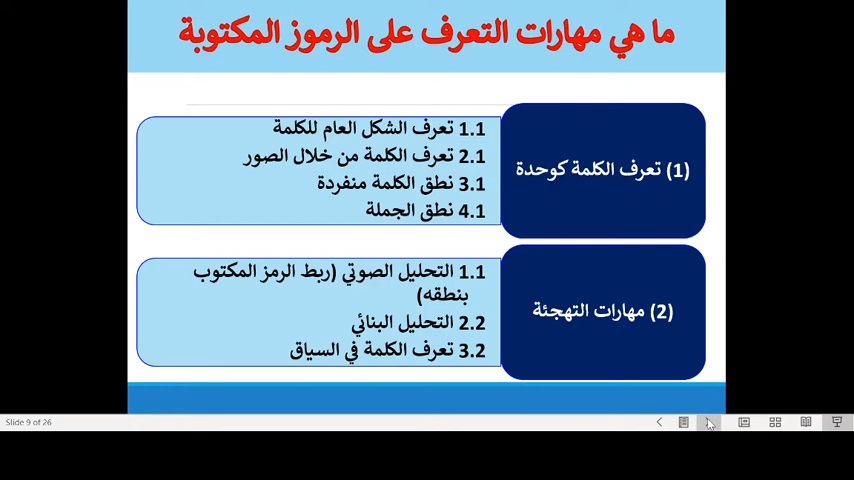 ما هي مهارات التعرف على الرموز المكتوبة
(1) تعرف الكلمة كوحدة
1.1 تعرف الشكل العام للكلمة
2.1 تعرف الكلمة من خلال الصور
3.1 نطق الكلمة منفردة
4.1 نطق الجملة
(2) مهارات التهجئة
1.1 التحليل الصوتي (ربط الرمز المكتوب
بنطقه)
2.2 التحليل البنائي
3.2 تعرف الكلمة في السياق
Slide 9 of 26